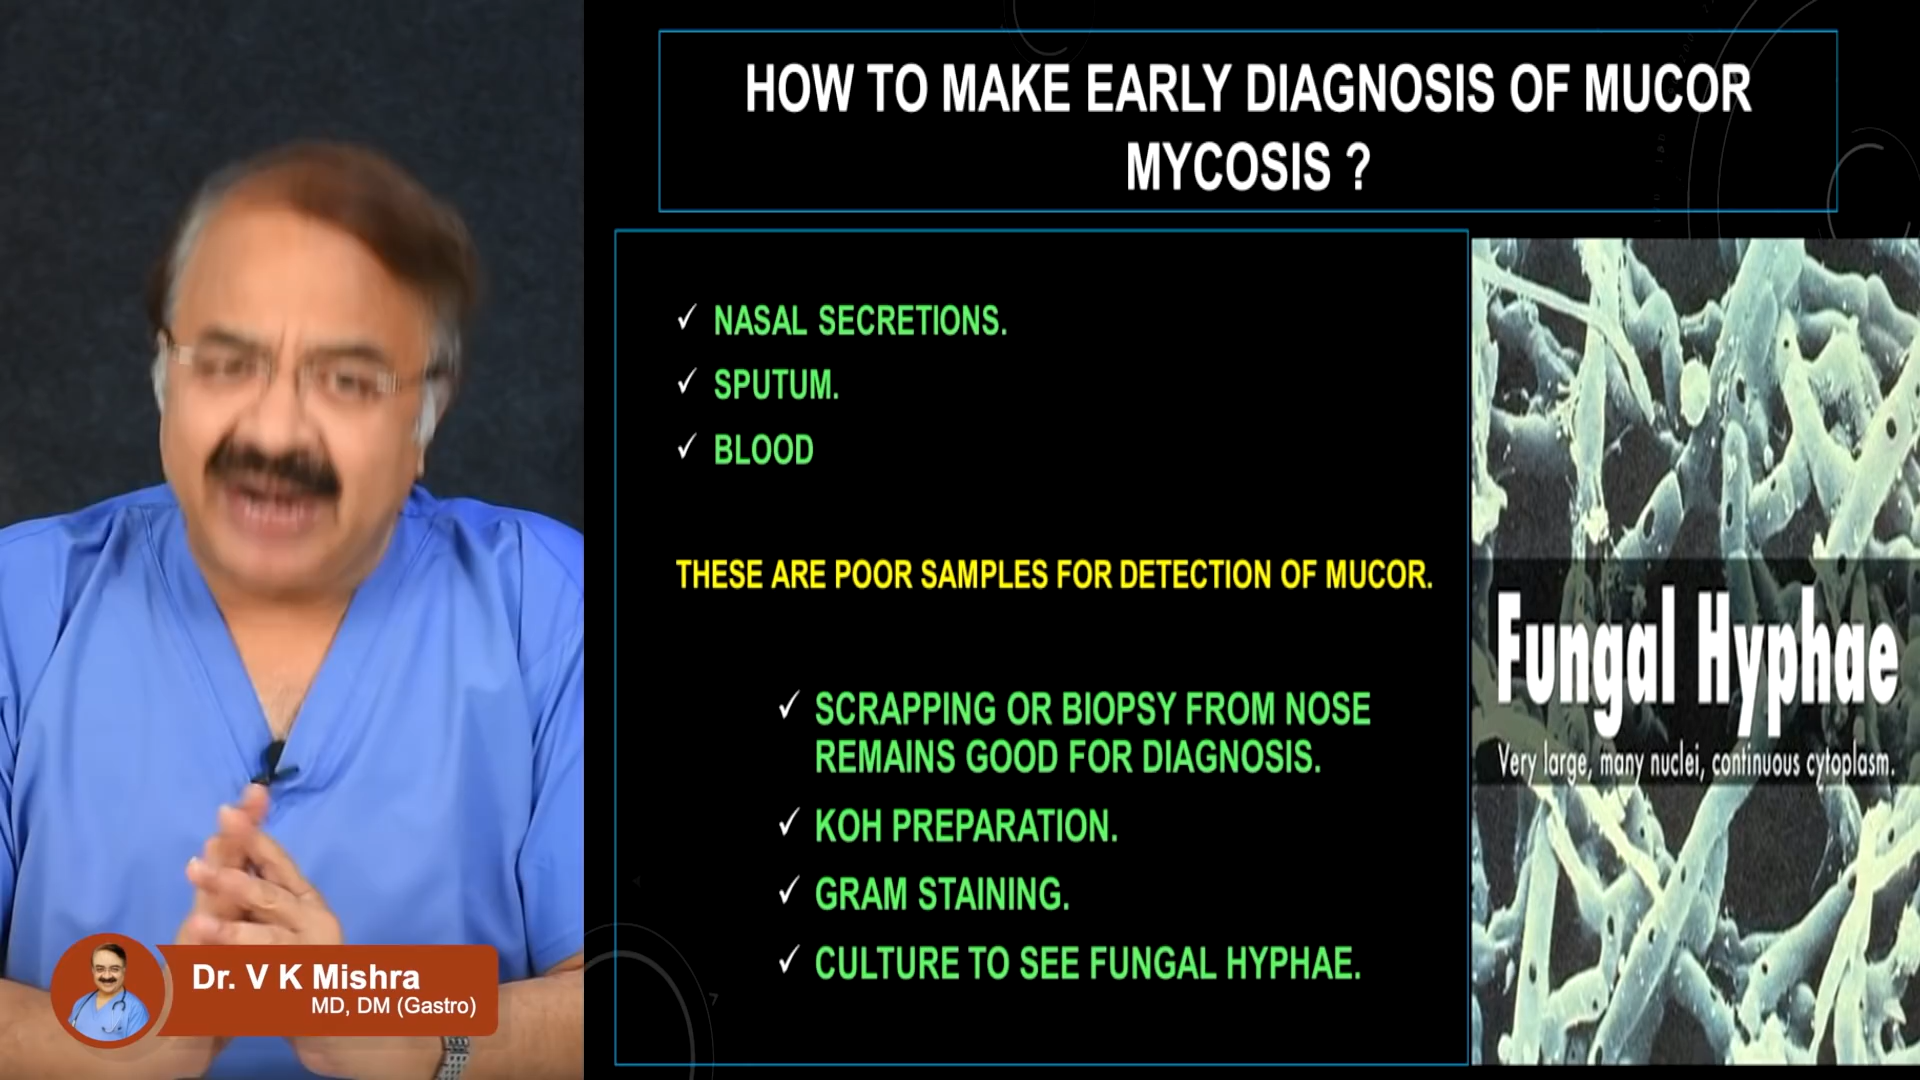 HOW TO MAKE EARLY DIAGNOSIS OF MUCOR
MYCOSIS ?
✓ NASAL SECRETIONS.
✓ SPUTUM.
✓ BLOOD
THESE ARE POOR SAMPLES FOR DETECTION OF MUCOR.
✓ SCRAPPING OR BIOPSY FROM NOSE
REMAINS GOOD FOR DIAGNOSIS.
✓ KOH PREPARATION.
✓ GRAM STAINING.
✓ CULTURE TO SEE FUNGAL HYPHAE.
Fungal Hyphae
Very large, many nuclei, continuous cytoplasm.
Dr. V K Mishra
MD, DM (Gastro)